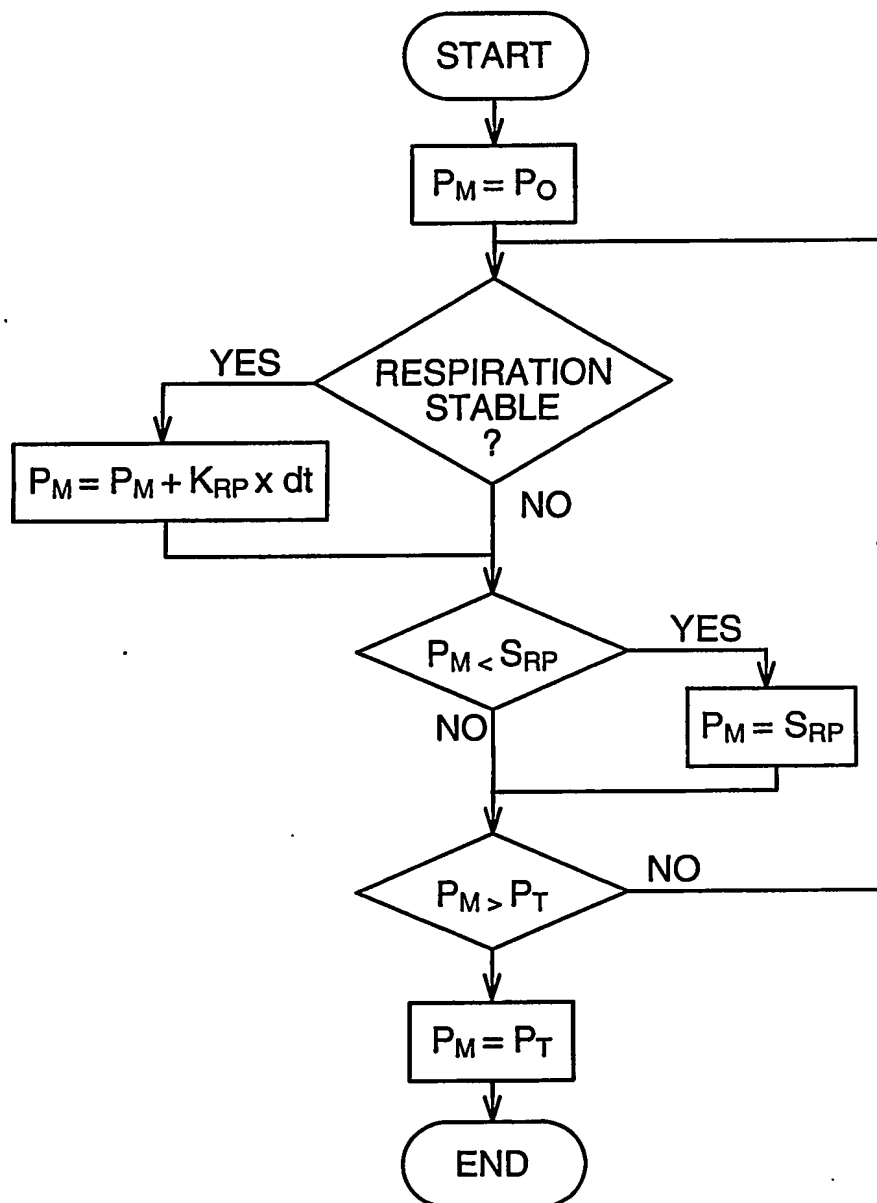 START
P_M = P_O
YES
RESPIRATION
STABLE
?
P_M = P_M + K_RP x dt
NO
P_M < S_RP
YES
P_M = S_RP
NO
P_M > P_T
NO
P_M = P_T
END